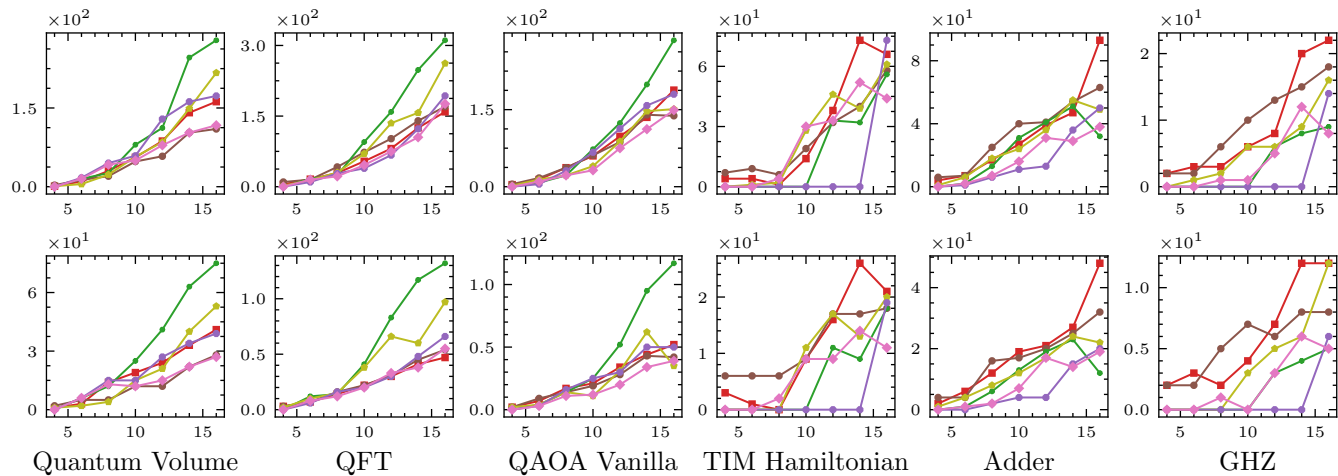 ×10² ×10² ×10² ×10¹ ×10¹ ×10¹
1.5 3.0 1.5 6 8 2
1.5 3 4 1
0.0 0.0 0.0 0 0 0
5 10 15 5 10 15 5 10 15 5 10 15 5 10 15 5 10 15
×10¹ ×10² ×10² ×10¹ ×10¹ ×10¹
6 1.0 1.0 2 4 1.0
3 0.5 0.5 1 2 0.5
0 0.0 0.0 0 0 0.0
5 10 15 5 10 15 5 10 15 5 10 15 5 10 15 5 10 15
Quantum Volume QFT QAOA Vanilla TIM Hamiltonian Adder GHZ